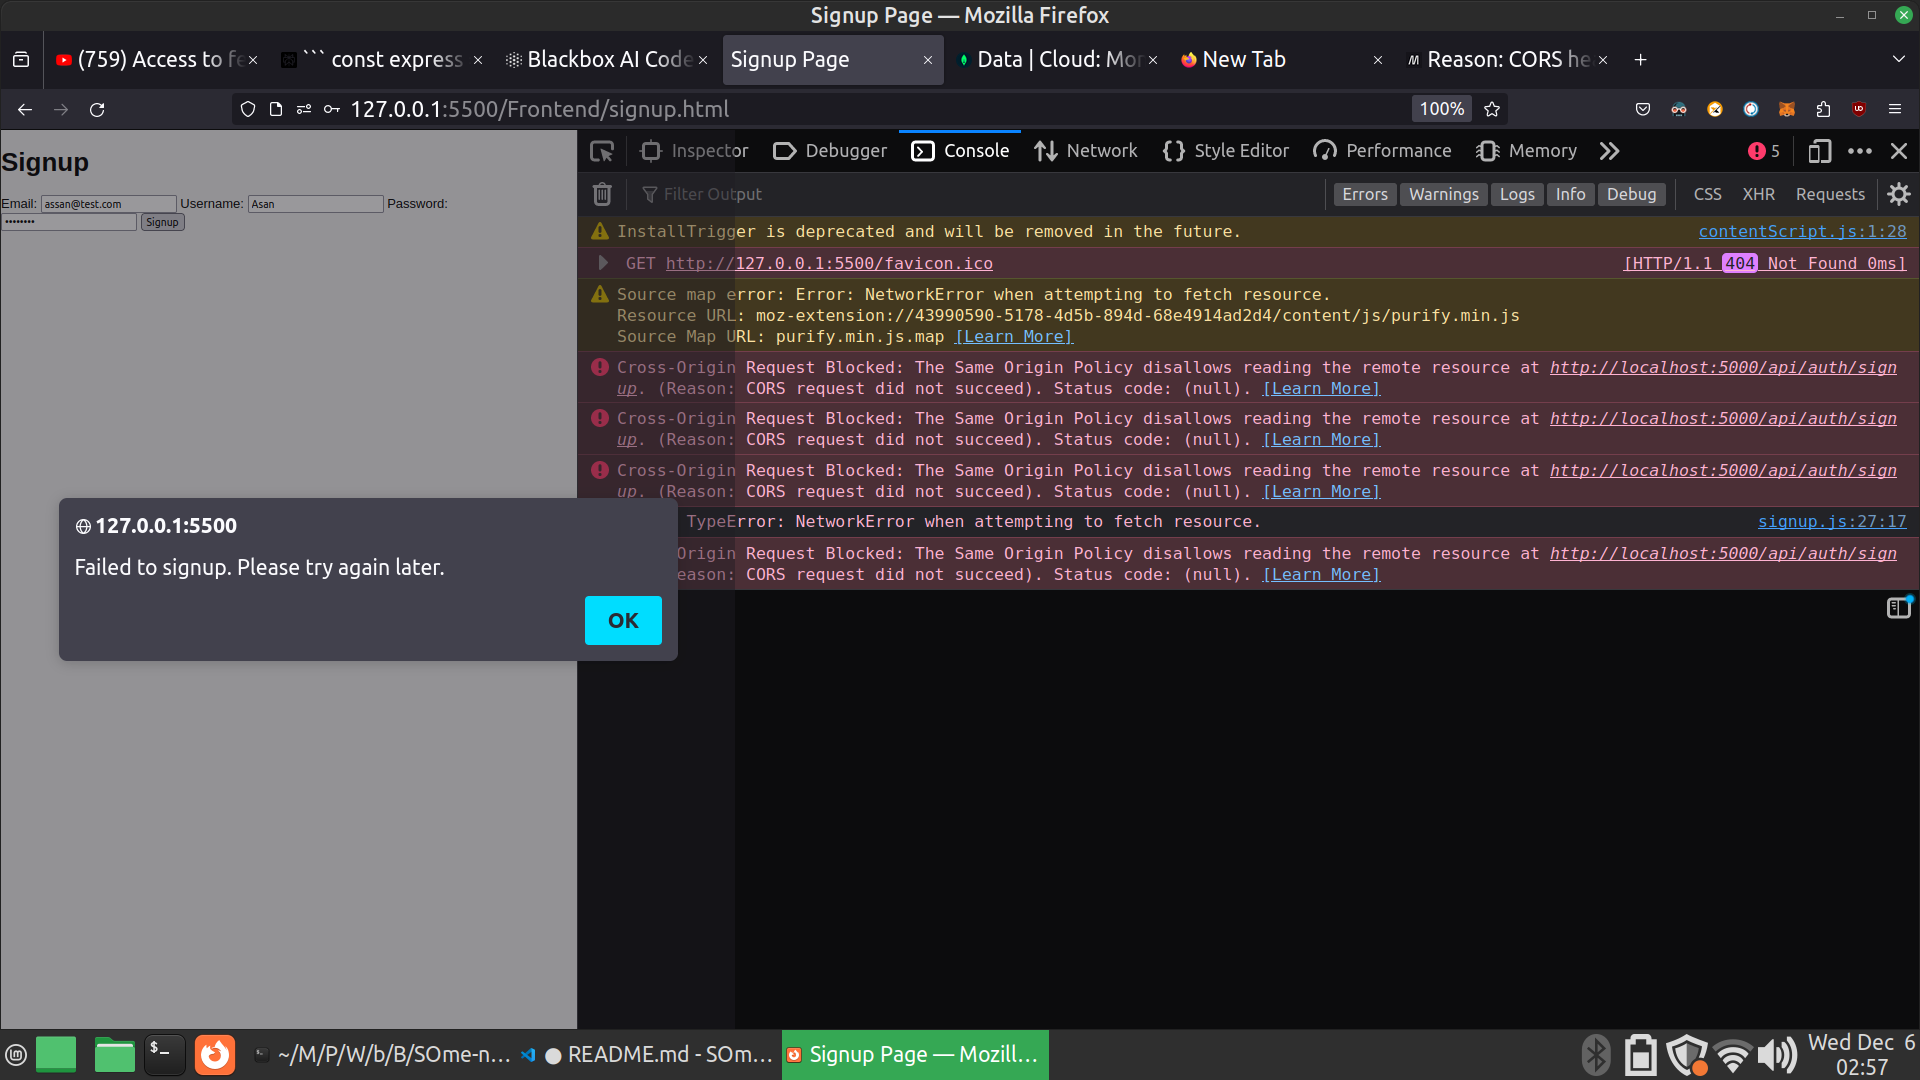 Signup Page — Mozilla Firefox
(759) Access to fe
``` const express
Blackbox AI Code
Signup Page
Data | Cloud: Mon
New Tab
Reason: CORS he
127.0.0.1:5500/Frontend/signup.html
100%
Signup
Email: assan@test.com Username: Asan Password:
•••••••• Signup
Inspector Debugger Console Network Style Editor Performance Memory 5
Filter Output
Errors Warnings Logs Info Debug CSS XHR Requests
InstallTrigger is deprecated and will be removed in the future. contentScript.js:1:28
GET http://127.0.0.1:5500/favicon.ico [HTTP/1.1 404 Not Found 0ms]
Source map error: Error: NetworkError when attempting to fetch resource.
Resource URL: moz-extension://43990590-5178-4d5b-894d-68e4914ad2d4/content/js/purify.min.js
Source Map URL: purify.min.js.map [Learn More]
Cross-Origin Request Blocked: The Same Origin Policy disallows reading the remote resource at http://localhost:5000/api/auth/sign
up. (Reason: CORS request did not succeed). Status code: (null). [Learn More]
Cross-Origin Request Blocked: The Same Origin Policy disallows reading the remote resource at http://localhost:5000/api/auth/sign
up. (Reason: CORS request did not succeed). Status code: (null). [Learn More]
Cross-Origin Request Blocked: The Same Origin Policy disallows reading the remote resource at http://localhost:5000/api/auth/sign
up. (Reason: CORS request did not succeed). Status code: (null). [Learn More]
TypeError: NetworkError when attempting to fetch resource. signup.js:27:17
Origin Request Blocked: The Same Origin Policy disallows reading the remote resource at http://localhost:5000/api/auth/sign
eason: CORS request did not succeed). Status code: (null). [Learn More]
127.0.0.1:5500
Failed to signup. Please try again later.
OK
~/M/P/W/b/B/SOme-n...
README.md - SOm...
Signup Page — Mozill...
Wed Dec 6
02:57